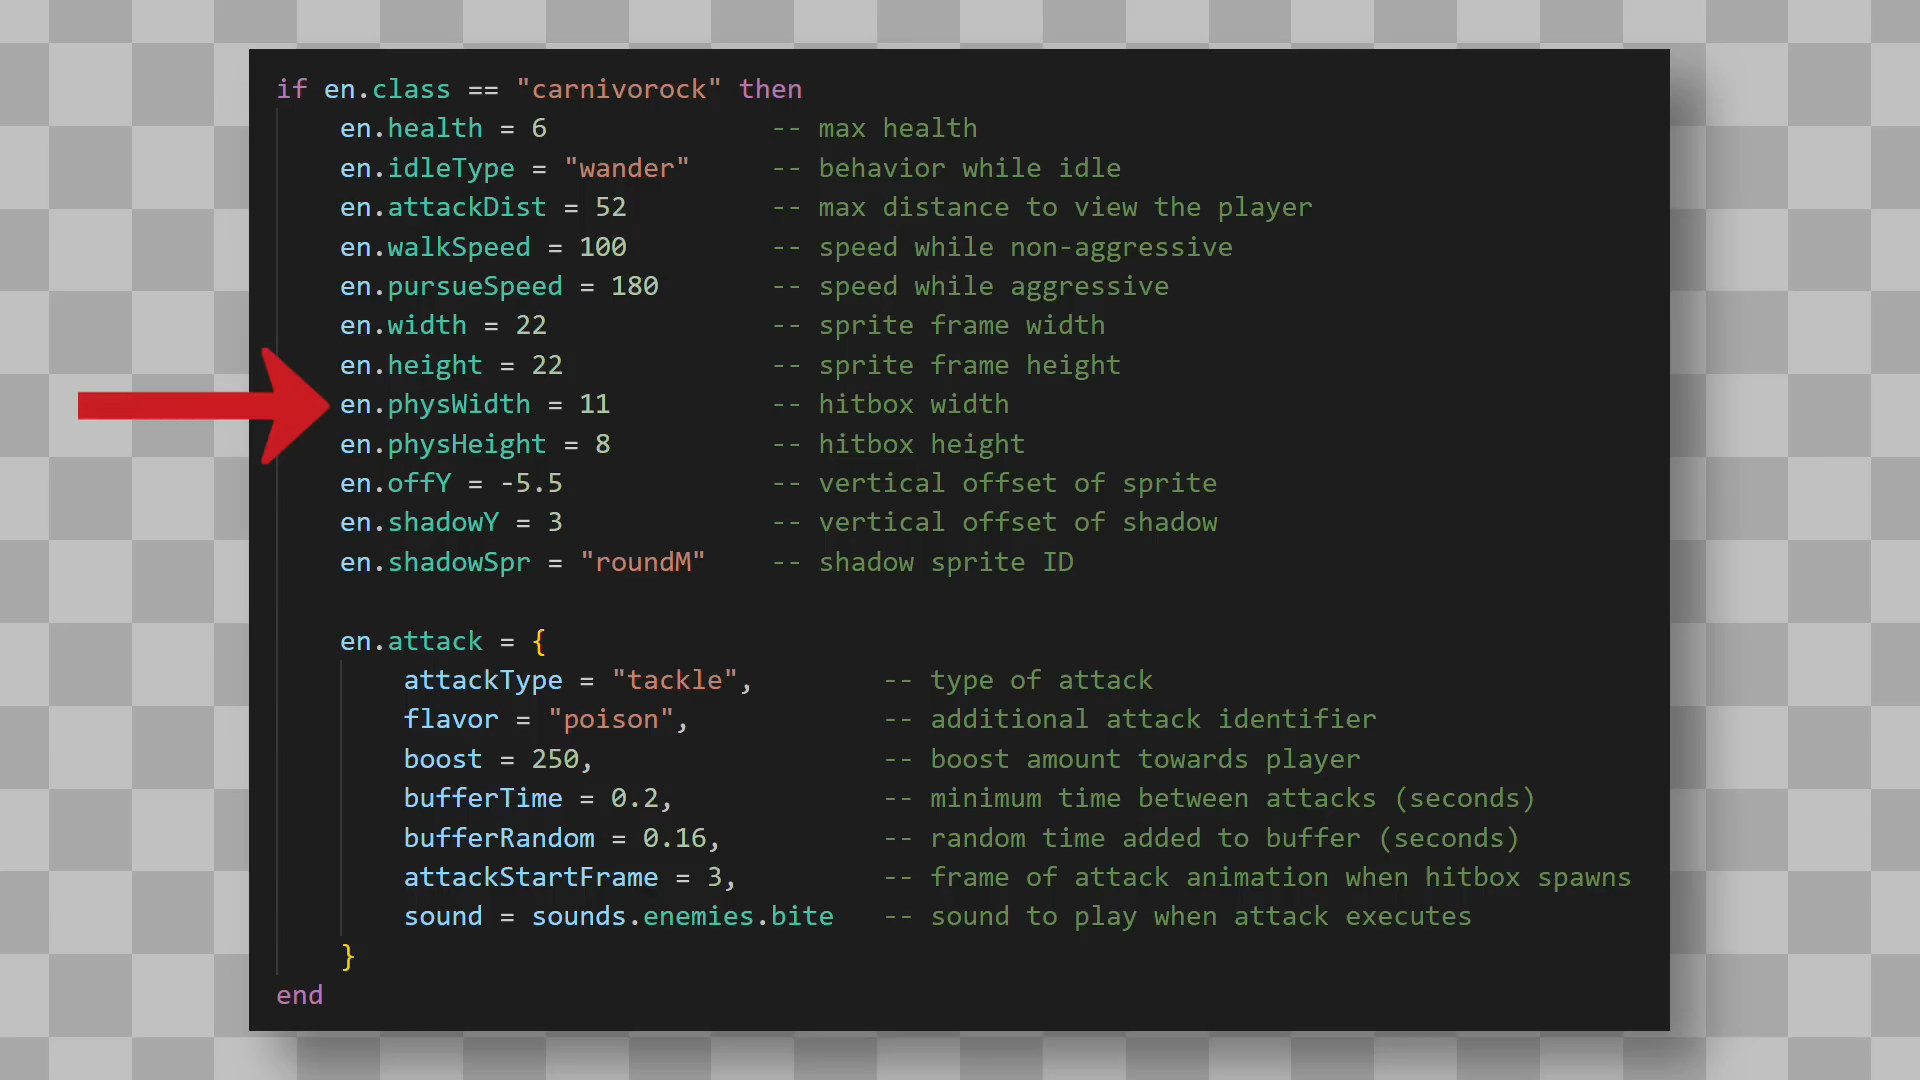 if en.class == "carnivorock" then
en.health = 6 -- max health
en.idleType = "wander" -- behavior while idle
en.attackDist = 52 -- max distance to view the player
en.walkSpeed = 100 -- speed while non-aggressive
en.pursueSpeed = 180 -- speed while aggressive
en.width = 22 -- sprite frame width
en.height = 22 -- sprite frame height
en.physWidth = 11 -- hitbox width
en.physHeight = 8 -- hitbox height
en.offY = -5.5 -- vertical offset of sprite
en.shadowY = 3 -- vertical offset of shadow
en.shadowSpr = "roundM" -- shadow sprite ID
en.attack = {
attackType = "tackle", -- type of attack
flavor = "poison", -- additional attack identifier
boost = 250, -- boost amount towards player
bufferTime = 0.2, -- minimum time between attacks (seconds)
bufferRandom = 0.16, -- random time added to buffer (seconds)
attackStartFrame = 3, -- frame of attack animation when hitbox spawns
sound = sounds.enemies.bite -- sound to play when attack executes
}
end